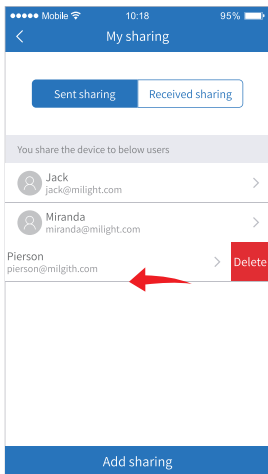 Mobile 10:18 95%
My sharing
Sent sharing Received sharing
You share the device to below users
Jack
jack@milight.com
Miranda
miranda@milight.com
Pierson
pierson@milgith.com
Delete
Add sharing